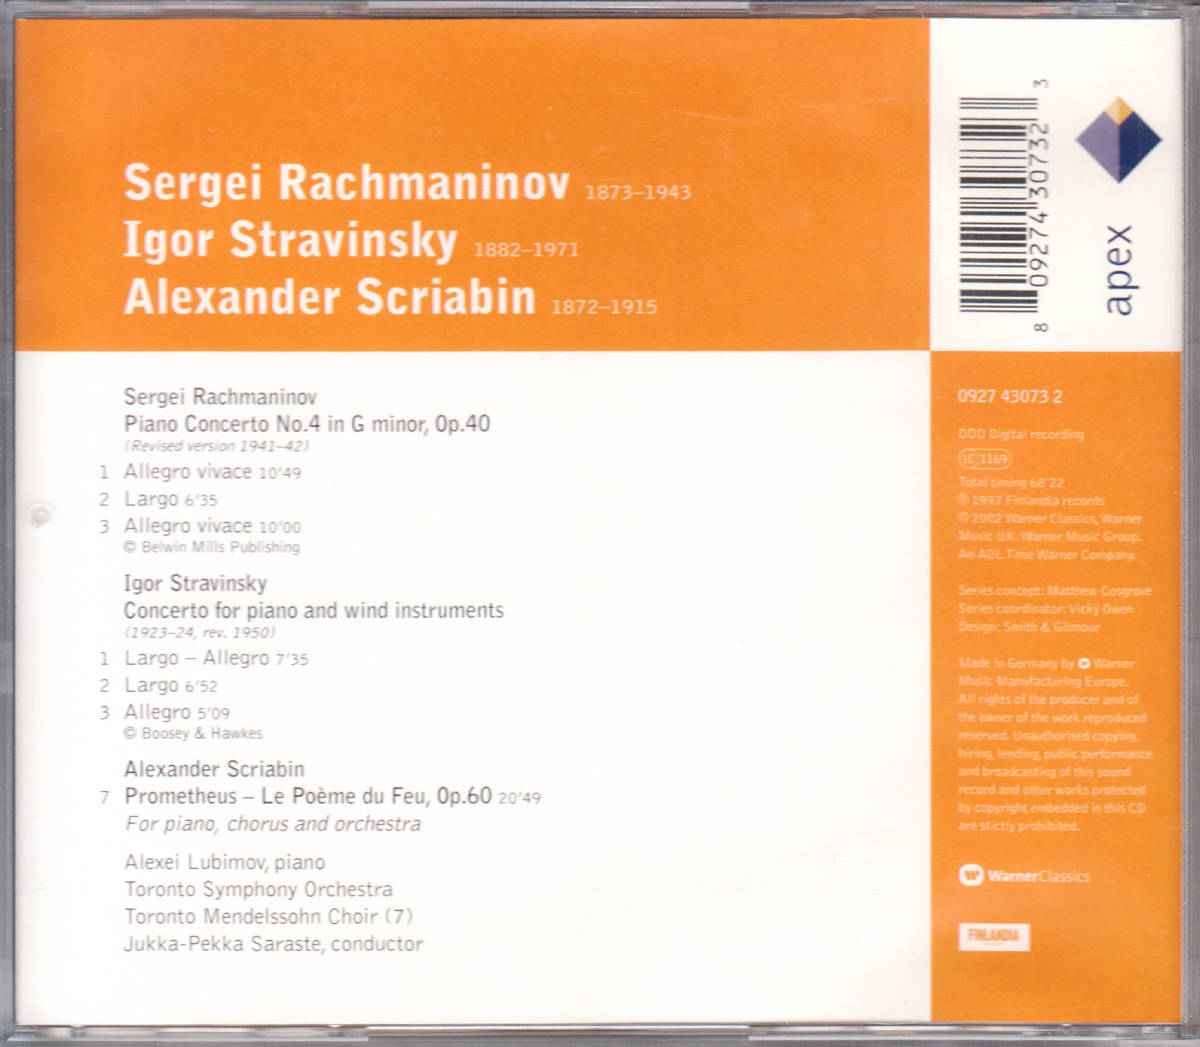 Sergei Rachmaninov 1873–1943
Igor Stravinsky 1882–1971
Alexander Scriabin 1872–1915
Sergei Rachmaninov
Piano Concerto No.4 in G minor, Op.40
(Revised version 1941–42)
1 Allegro vivace 10'49
2 Largo 6'35
3 Allegro vivace 10'00
© Belwin Mills Publishing
Igor Stravinsky
Concerto for piano and wind instruments
(1923–24, rev. 1950)
1 Largo – Allegro 7'35
2 Largo 6'52
3 Allegro 5'09
© Boosey & Hawkes
Alexander Scriabin
7 Prometheus – Le Poème du Feu, Op.60 20'49
For piano, chorus and orchestra
Alexei Lubimov, piano
Toronto Symphony Orchestra
Toronto Mendelssohn Choir (7)
Jukka-Pekka Saraste, conductor
8 09274 30732 3
apex
0927 43073 2
DDD Digital recording
LC 1169
Total timing 68'22
℗ 1997 Finlandia records
© 2002 Warner Classics, Warner
Music UK. Warner Music Group.
An AOL Time Warner Company.
Series concept: Matthew Cosgrove
Series coordinator: Vicky Owen
Design: Smith & Gilmour
Made in Germany by Warner
Music Manufacturing Europe.
All rights of the producer and of
the owner of the work reproduced
reserved. Unauthorised copying,
hiring, lending, public performance
and broadcasting of this sound
record and other works protected
by copyright embedded in this CD
are stictly prohibited.
WarnerClassics
FINLANDIA